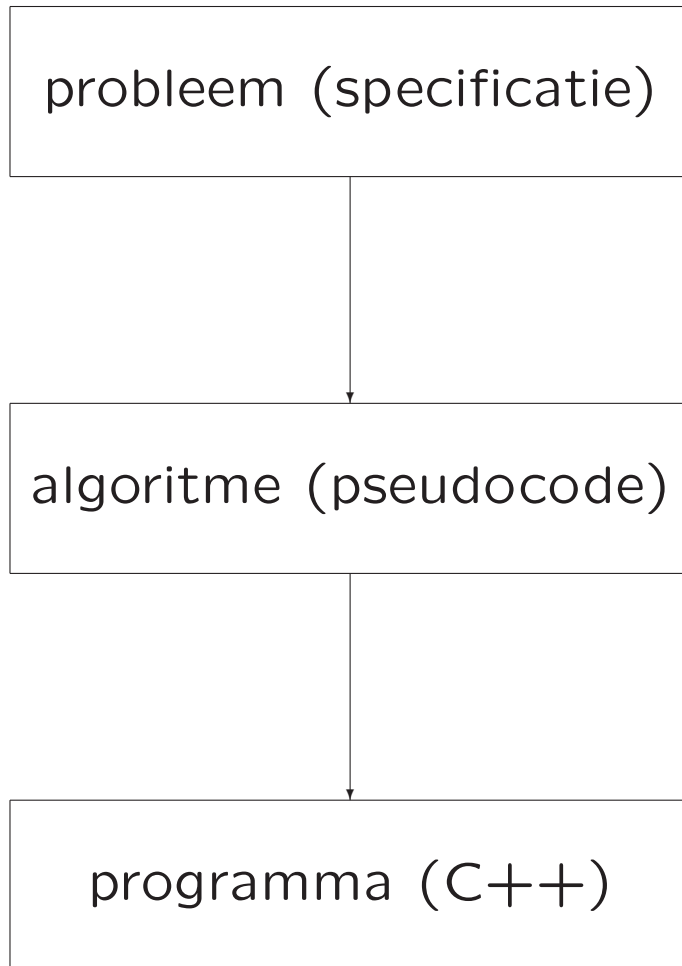 probleem (specificatie)
algoritme (pseudocode)
programma (C++)